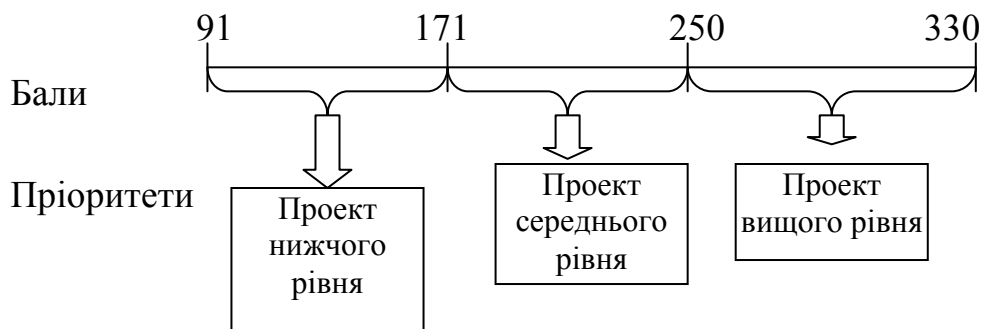 91 171 250 330
Бали
Пріоритети
Проект
нижчого
рівня
Проект
середнього
рівня
Проект
вищого рівня